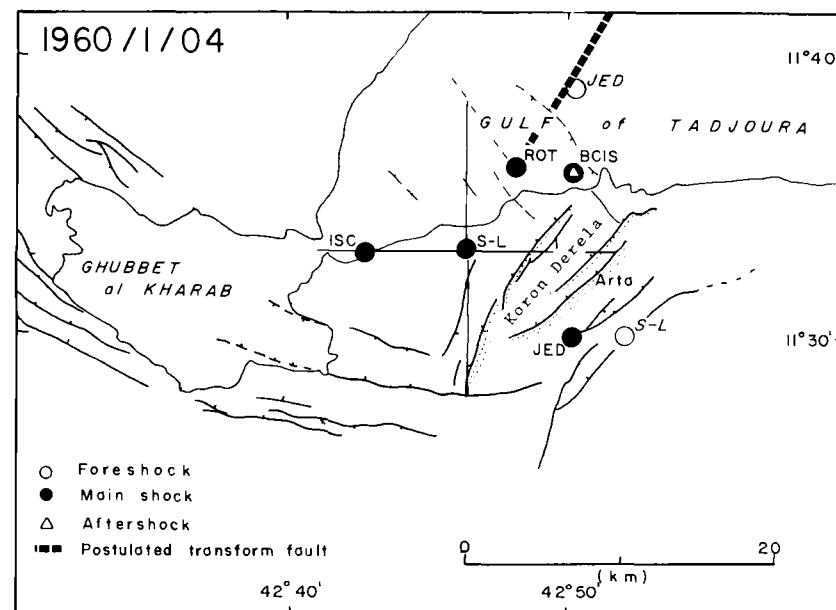 1960/1/04
11°40
JED
GULF of TADJOURA
ROT
BCIS
ISC
S-L
GHUBBET
al KHARAB
Koron Derela
Arta
JED
S-L
11°30'
Foreshock
Main shock
Aftershock
Postulated transform fault
0
20
(km)
42°40'
42°50'